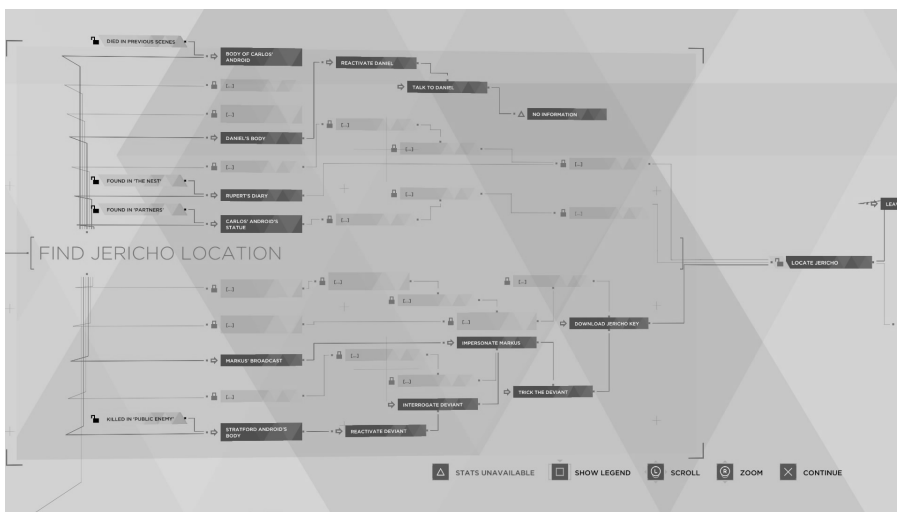 DIED IN PREVIOUS SCENES
BODY OF CARLOS'
ANDROID
REACTIVATE DANIEL
TALK TO DANIEL
[...]
NO INFORMATION
[...]
[...]
DANIEL'S BODY
[...]
[...]
[...]
FOUND IN 'THE NEST'
RUPERT'S DIARY
[...]
FOUND IN 'PARTNERS'
LEA
[...]
[...]
CARLOS' ANDROID'S
STATUE
FIND JERICHO LOCATION
LOCATE JERICHO
[...]
[...]
[...]
[...]
[...]
[...]
DOWNLOAD JERICHO KEY
IMPERSONATE MARKUS
[...]
MARKUS' BROADCAST
[...]
TRICK THE DEVIANT
[...]
INTERROGATE DEVIANT
KILLED IN 'PUBLIC ENEMY'
STRATFORD ANDROID'S
BODY
REACTIVATE DEVIANT
STATS UNAVAILABLE
SHOW LEGEND
L
SCROLL
R
ZOOM
CONTINUE